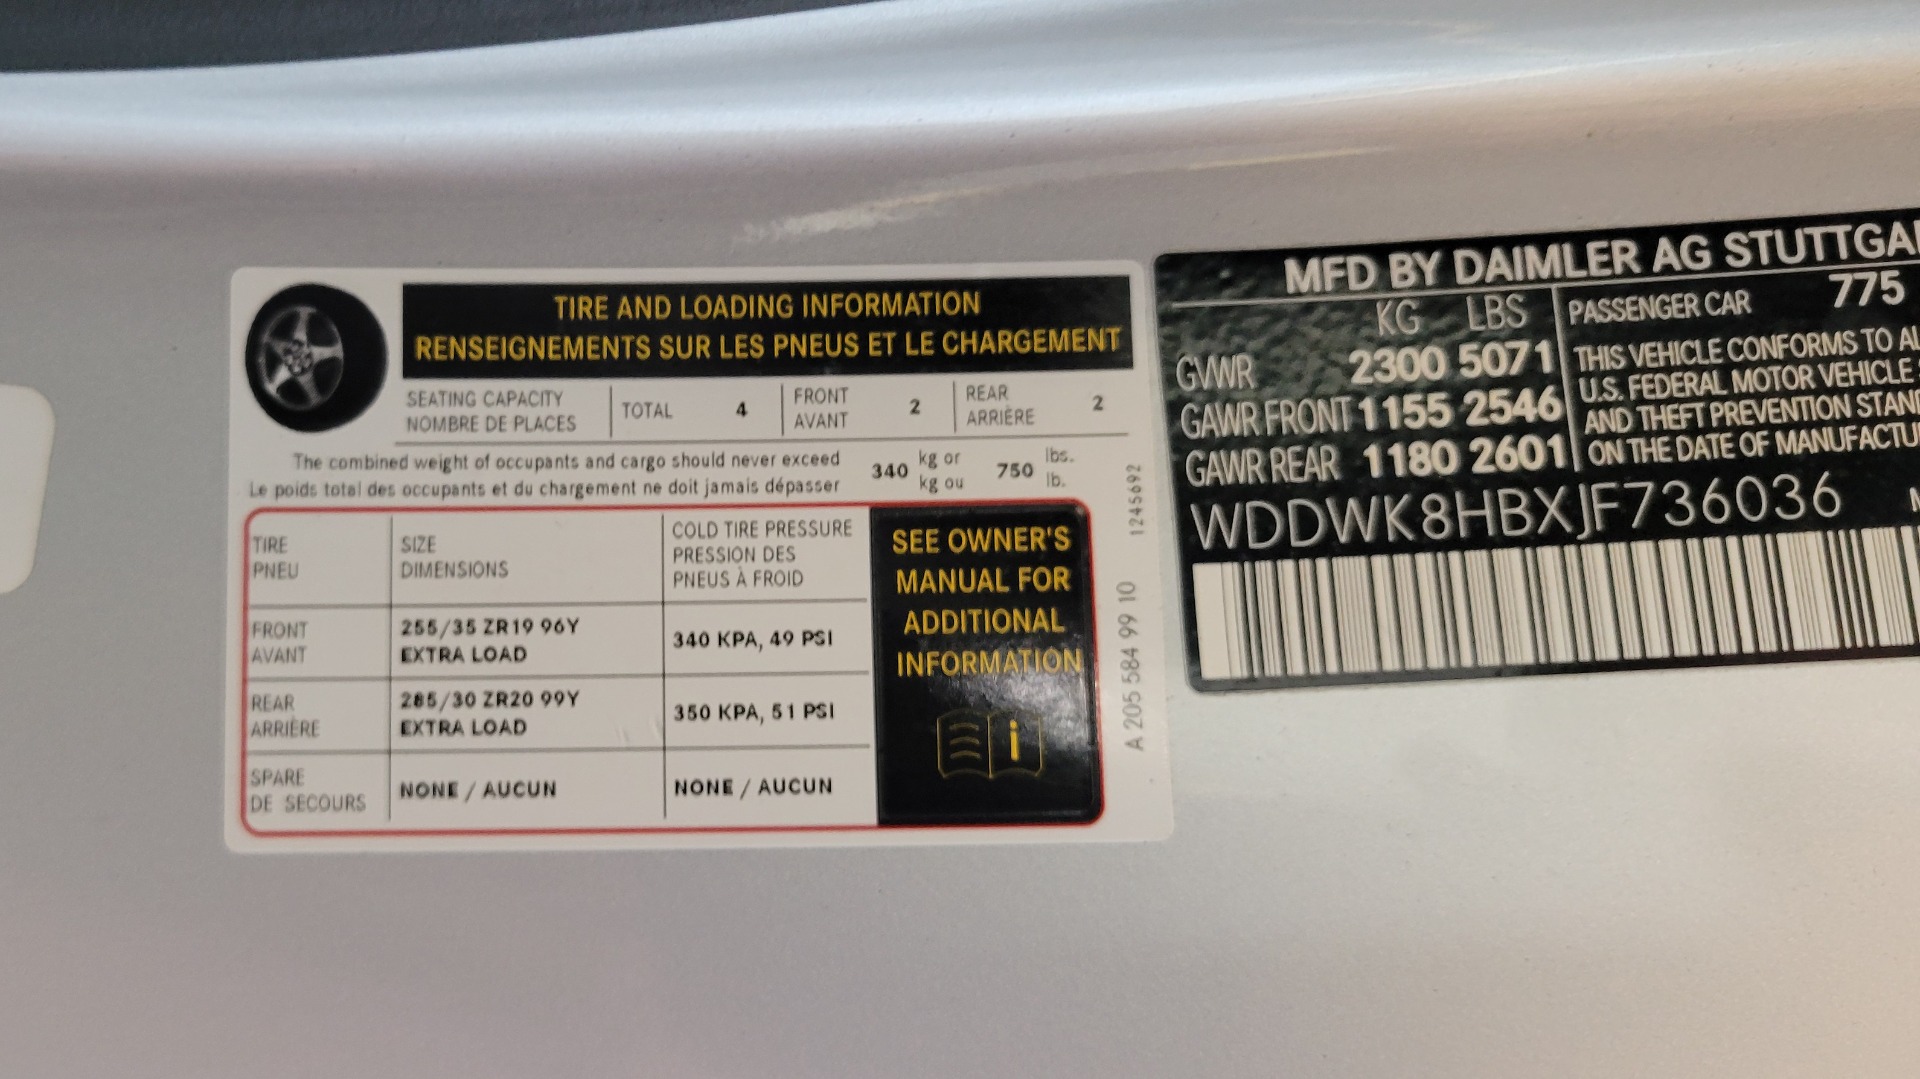 TIRE AND LOADING INFORMATION
RENSEIGNEMENTS SUR LES PNEUS ET LE CHARGEMENT
SEATING CAPACITY
NOMBRE DE PLACES
TOTAL 4
FRONT
AVANT
2
REAR
ARRIÈRE
2
The combined weight of occupants and cargo should never exceed
Le poids total des occupants et du chargement ne doit jamais dépasser
340
kg or
kg ou
750
lbs.
lb.
TIRE
PNEU
SIZE
DIMENSIONS
COLD TIRE PRESSURE
PRESSION DES
PNEUS À FROID
FRONT
AVANT
255/35 ZR19 96Y
EXTRA LOAD
340 KPA, 49 PSI
REAR
ARRIÈRE
285/30 ZR20 99Y
EXTRA LOAD
350 KPA, 51 PSI
SPARE
DE SECOURS
NONE / AUCUN
NONE / AUCUN
SEE OWNER'S
MANUAL FOR
ADDITIONAL
INFORMATION
i
A 205 584 99 10
1245692
MFD BY DAIMLER AG
KG LBS
GVWR 2300 5071
GAWR FRONT 1155 2546
GAWR REAR 1180 2601
PASSENGER CAR 775
THIS VEHICLE CONFORMS TO
U.S. FEDERAL MOTOR VEHICLE
AND THEFT PREVENTION
ON THE DATE OF
WDDWK8HBXJF736036